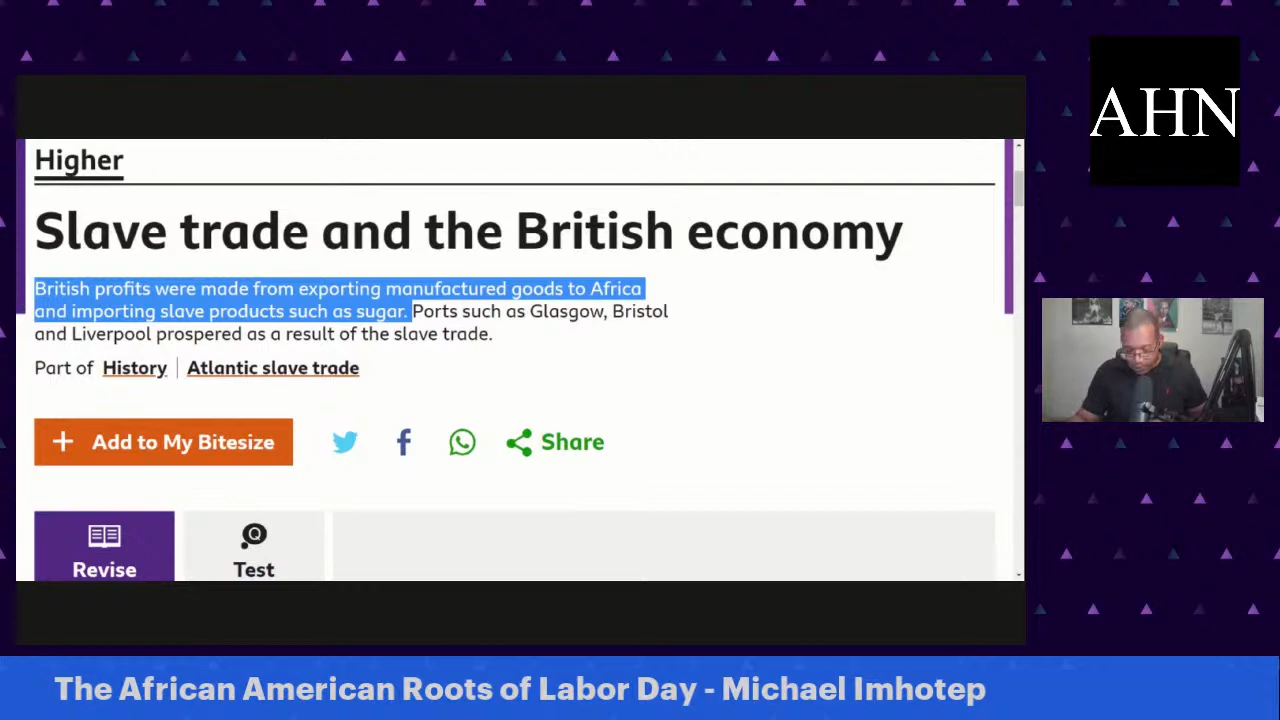 AHN
Higher
Slave trade and the British economy
British profits were made from exporting manufactured goods to Africa
and importing slave products such as sugar. Ports such as Glasgow, Bristol
and Liverpool prospered as a result of the slave trade.
Part of History Atlantic slave trade
+ Add to My Bitesize
Share
Revise
Q
Test
The African American Roots of Labor Day - Michael Imhotep